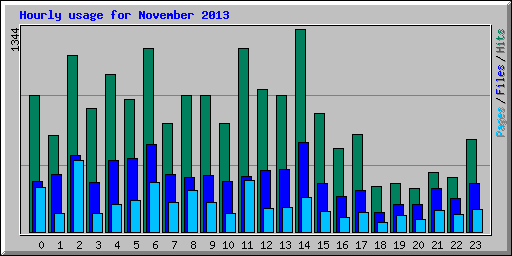 Hourly usage for November 2013
1344
Pages/Files/Hits
0 1 2 3 4 5 6 7 8 9 10 11 12 13 14 15 16 17 18 19 20 21 22 23